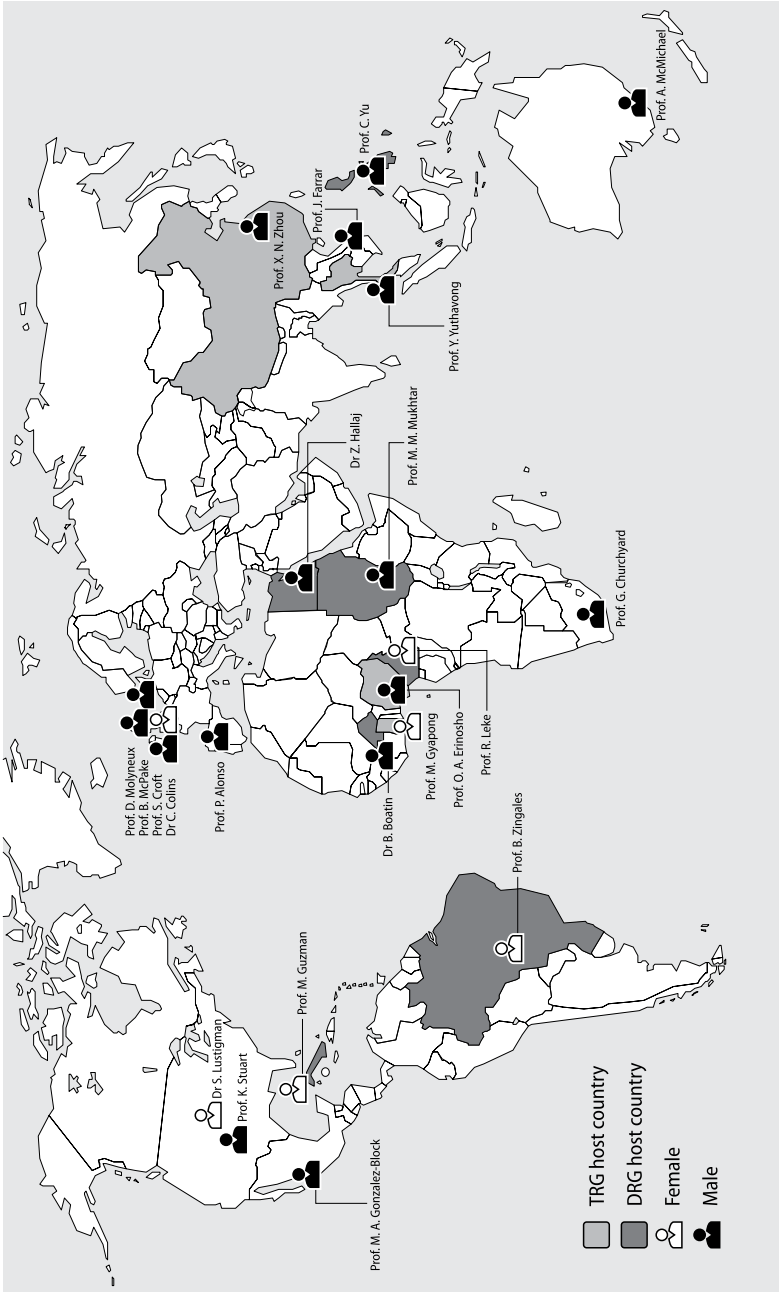 Prof. D. Molyneux
Prof. B. McPake
Prof. S. Croft
Dr C. Colins
Prof. P. Alonso
Dr S. Lustigman
Prof. K. Stuart
Prof. M. Guzman
Prof. M. A. Gonzalez-Block
Prof. B. Zingales
Dr B. Boatin
Prof. M. Gyapong
Prof. O. A. Erinosho
Prof. R. Leke
Dr Z. Hallaj
Prof. M. M. Mukhtar
Prof. G. Churchyard
Prof. X. N. Zhou
Prof. J. Farrar
Prof. C. Yu
Prof. Y. Yuthavong
Prof. A. McMichael
TRG host country
DRG host country
Female
Male